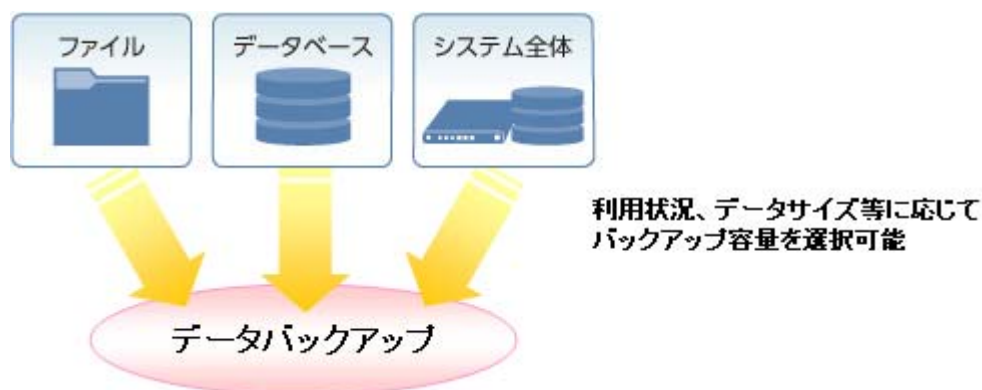 ファイル
データベース
システム全体
利用状況、データサイズ等に応じて
バックアップ容量を選択可能
データバックアップ